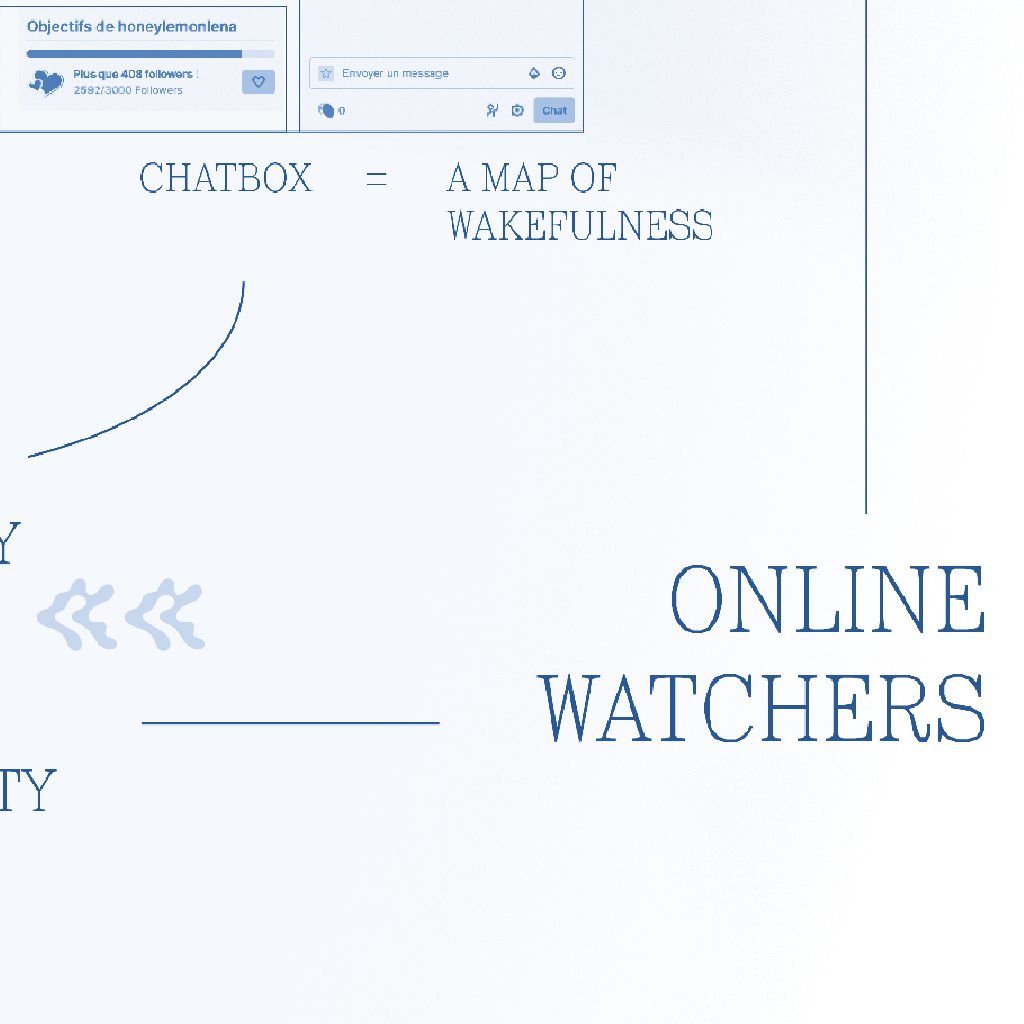 Objectifs de honeylemonlena
Plus que 408 followers !
2592/3000 Followers
Envoyer un message
0
Chat
CHATBOX = A MAP OF
WAKEFULNESS
Y
ONLINE
WATCHERS
TY